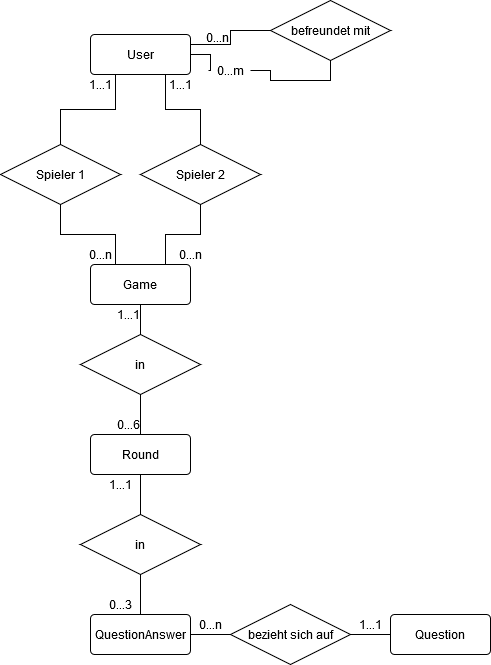 befreundet mit
0...n
User
0...m
1...1
1...1
Spieler 1
Spieler 2
0...n
0...n
Game
1...1
in
0...6
Round
1...1
in
0...3
0...n
1...1
QuestionAnswer
bezieht sich auf
Question